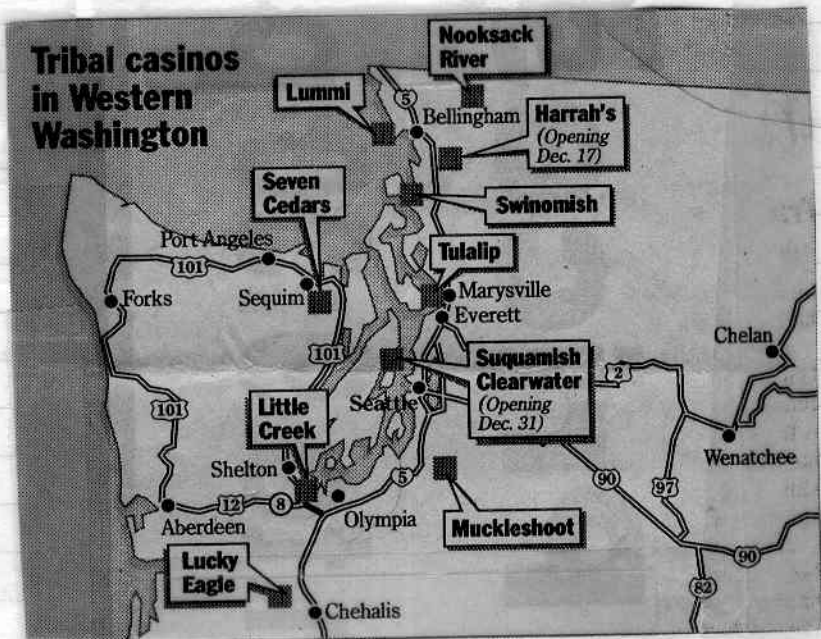 Tribal casinos
in Western
Washington
Nooksack
River
Lummi
5
Bellingham
Harrah's
(Opening
Dec. 17)
Seven
Cedars
Swinomish
Port Angeles
Tulalip
101
Forks
Sequim
Marysville
Everett
101
Chelan
Suquamish
Clearwater
(Opening
Dec. 31)
2
Seattle
101
Little
Creek
Wenatchee
Shelton
5
90
97
12
8
Olympia
Aberdeen
Muckleshoot
90
Lucky
Eagle
82
Chehalis